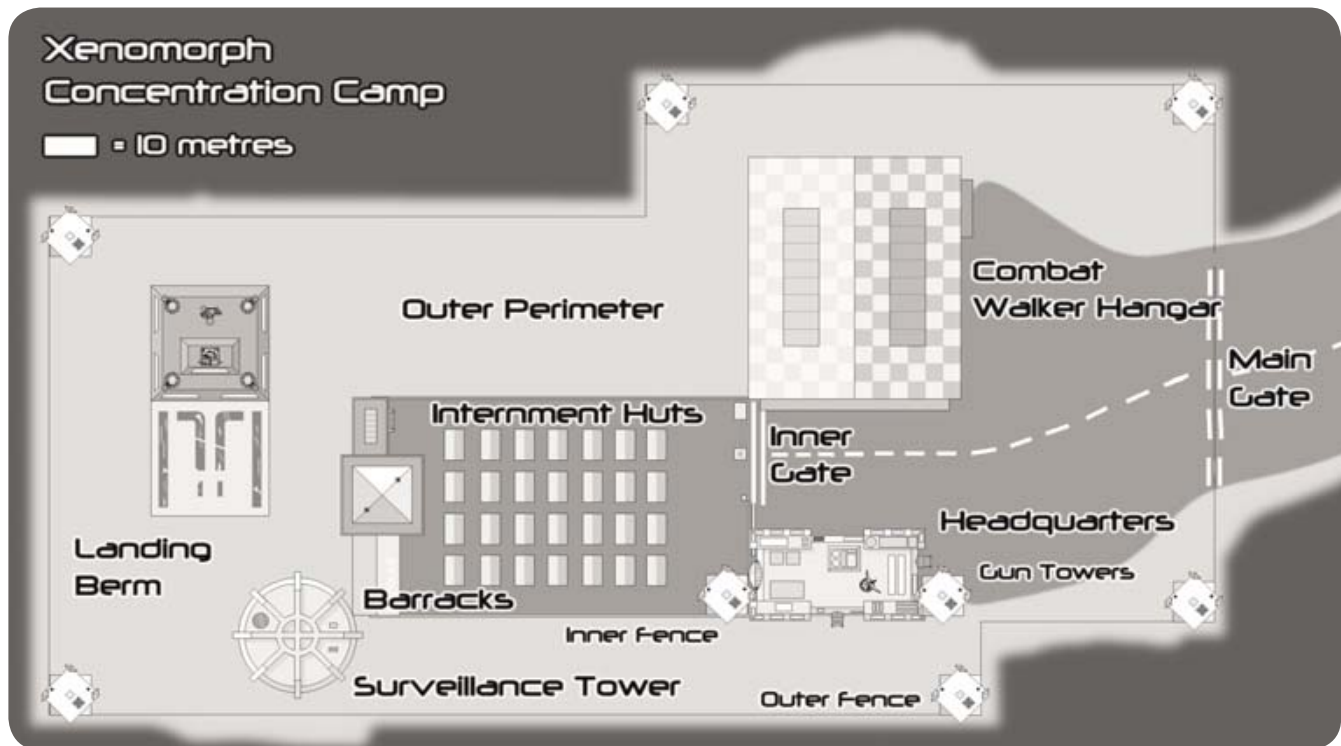 Xenomorph
Concentration Camp
= 10 metres
Outer Perimeter
Combat
Walker Hangar
Main
Gate
Internment Huts
Inner
Gate
Headquarters
Gun Towers
Landing
Berm
Barracks
Inner Fence
Surveillance Tower
Outer Fence